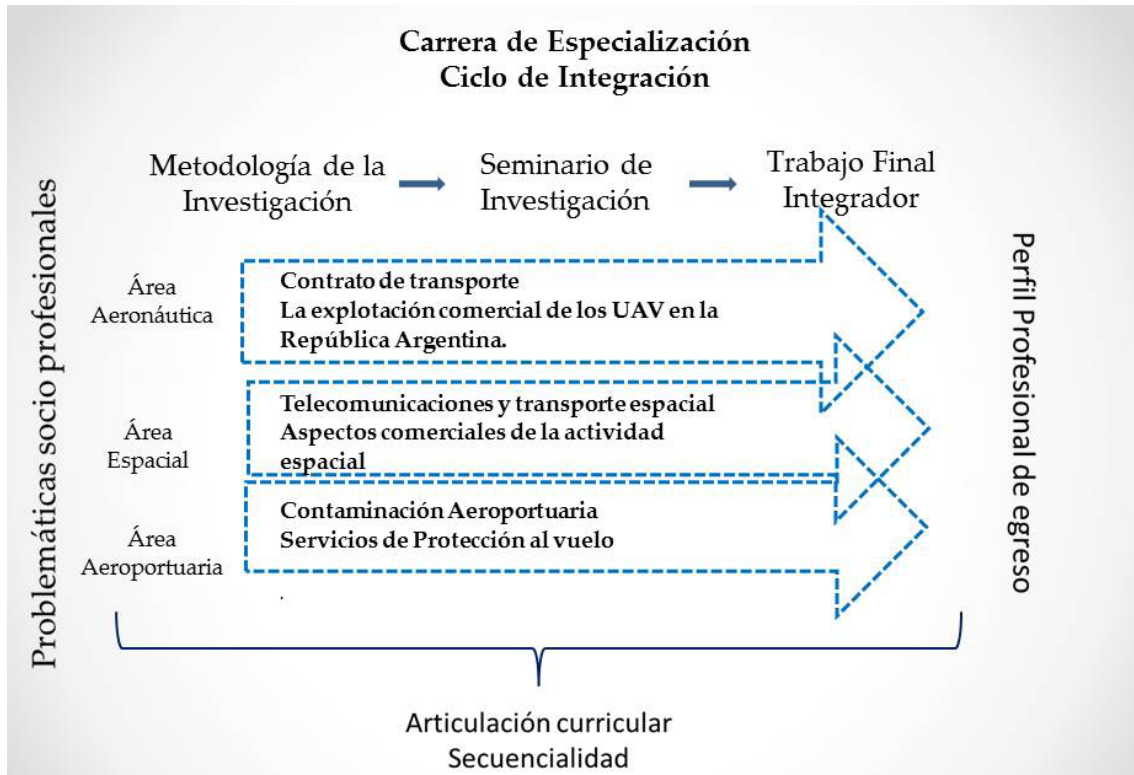 Carrera de Especialización
Ciclo de Integración
Metodología de la
Investigación
Seminario de
Investigación
Trabajo Final
Integrador
Problemáticas socio profesionales
Área
Aeronáutica
Contrato de transporte
La explotación comercial de los UAV en la
República Argentina.
Área
Espacial
Telecomunicaciones y transporte espacial
Aspectos comerciales de la actividad
espacial
Área
Aeroportuaria
Contaminación Aeroportuaria
Servicios de Protección al vuelo
.
Perfil Profesional de egreso
Articulación curricular
Secuencialidad